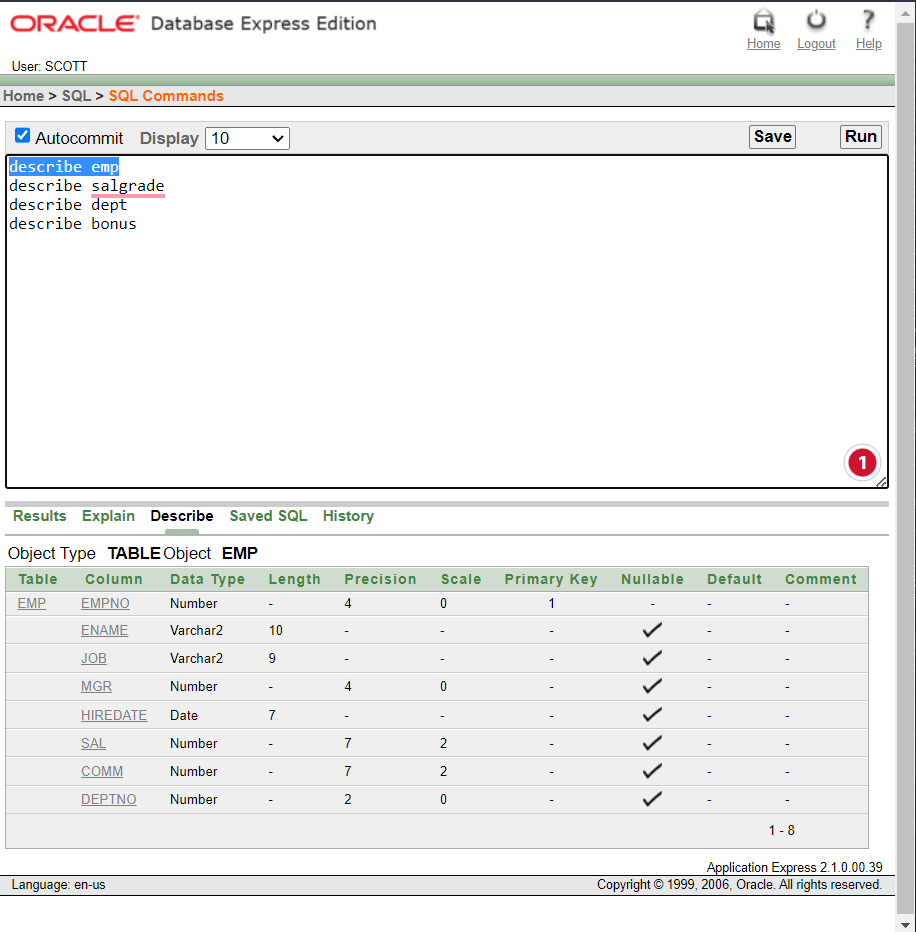 ORACLE® Database Express Edition
Home Logout Help
User: SCOTT
Home > SQL > SQL Commands
Autocommit Display 10 Save Run
describe emp
describe salgrade
describe dept
describe bonus
1
Results Explain Describe Saved SQL History
Object Type TABLE Object EMP
Table Column Data Type Length Precision Scale Primary Key Nullable Default Comment
EMP EMPNO Number - 4 0 1 - - -
ENAME Varchar2 10 - - - - -
JOB Varchar2 9 - - - - -
MGR Number - 4 0 - - -
HIREDATE Date 7 - - - - -
SAL Number - 7 2 - - -
COMM Number - 7 2 - - -
DEPTNO Number - 2 0 - - -
1 - 8
Application Express 2.1.0.00.39
Language: en-us Copyright © 1999, 2006, Oracle. All rights reserved.